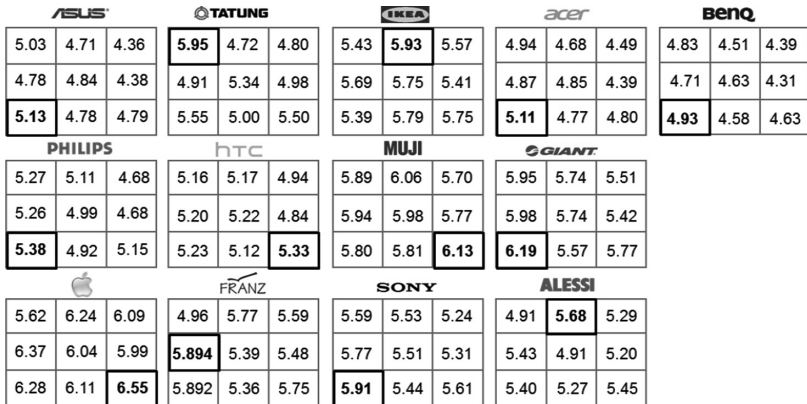 ASUS TATUNG IKEA acer BenQ
5.03 4.71 4.36 5.95 4.72 4.80 5.43 5.93 5.57 4.94 4.68 4.49 4.83 4.51 4.39
4.78 4.84 4.38 4.91 5.34 4.98 5.69 5.75 5.41 4.87 4.85 4.39 4.71 4.63 4.31
5.13 4.78 4.79 5.55 5.00 5.50 5.39 5.79 5.75 5.11 4.77 4.80 4.93 4.58 4.63
PHILIPS hTC MUJI GIANT
5.27 5.11 4.68 5.16 5.17 4.94 5.89 6.06 5.70 5.95 5.74 5.51
5.26 4.99 4.68 5.20 5.22 4.84 5.94 5.98 5.77 5.98 5.74 5.42
5.38 4.92 5.15 5.23 5.12 5.33 5.80 5.81 6.13 6.19 5.57 5.77
FRANZ SONY ALESSI
5.62 6.24 6.09 4.96 5.77 5.59 5.59 5.53 5.24 4.91 5.68 5.29
6.37 6.04 5.99 5.894 5.39 5.48 5.77 5.51 5.31 5.43 4.91 5.20
6.28 6.11 6.55 5.892 5.36 5.75 5.91 5.44 5.61 5.40 5.27 5.45